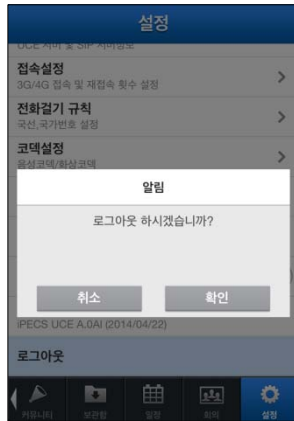 설정
UCE 서버 및 SIP 서버정보
접속설정
3G/4G 접속 및 재접속 횟수 설정
전화걸기 규칙
국선,국가번호 설정
코덱설정
음성코덱/화상코덱
알림
로그아웃 하시겠습니까?
취소
확인
iPECS UCE A.0AI (2014/04/22)
로그아웃
커뮤니티
보관함
일정
회의
설정